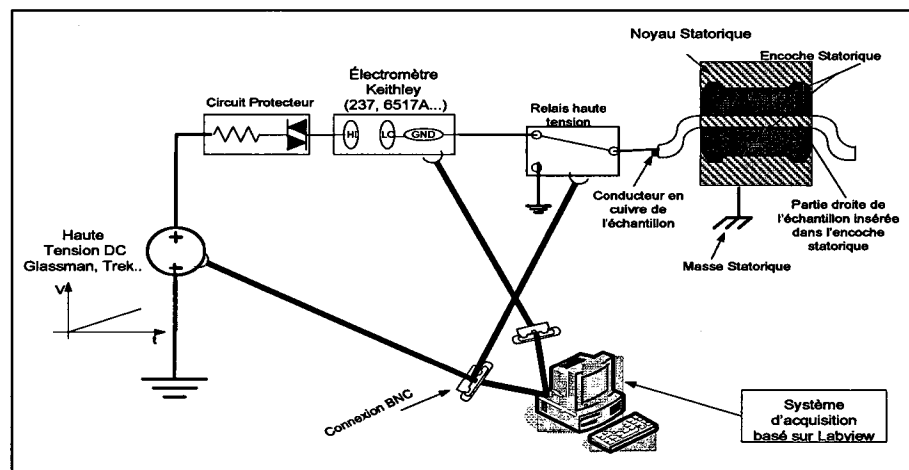 Noyau Statorique
Encoche Statorique
Électromètre
Keithley
(237, 6517A...)
Circuit Protecteur
Relais haute
tension
HI
LO
GND
Conducteur en
cuivre de
l'échantillon
Partie droite de
l'échantillon insérée
dans l'encoche
statorique
Masse Statorique
Haute
Tension DC
Glassman, Trek..
+
+
V
t
Connexion BNC
Système
d'acquisition
basé sur Labview